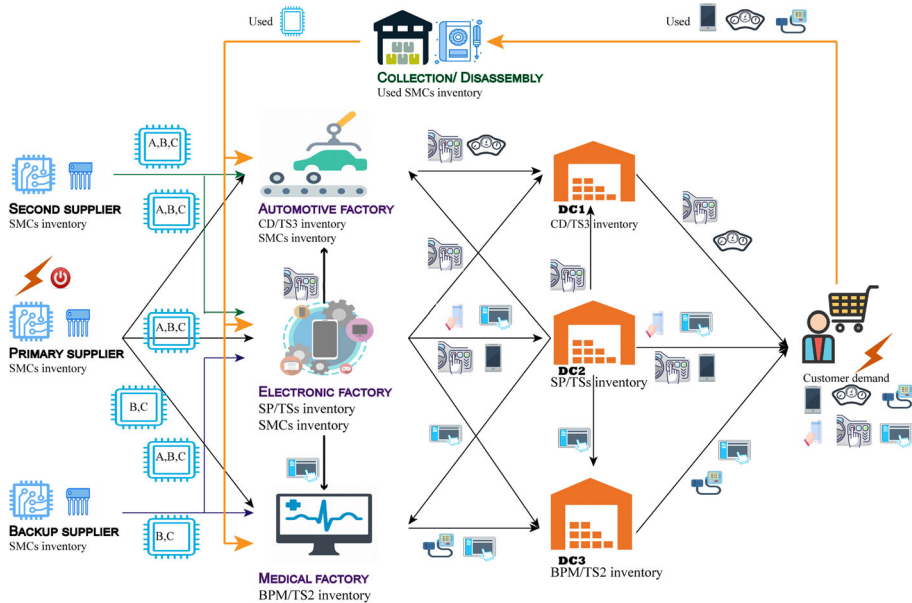 Used
Used
COLLECTION/ DISASSEMBLY
Used SMCs inventory
A,B,C
SECOND SUPPLIER
SMCs inventory
A,B,C
AUTOMOTIVE FACTORY
CD/TS3 inventory
SMCs inventory
DC1
CD/TS3 inventory
A,B,C
PRIMARY SUPPLIER
SMCs inventory
ELECTRONIC FACTORY
SP/TSs inventory
SMCs inventory
DC2
SP/TSs inventory
Customer demand
B,C
A,B,C
BACKUP SUPPLIER
SMCs inventory
B,C
MEDICAL FACTORY
BPM/TS2 inventory
DC3
BPM/TS2 inventory